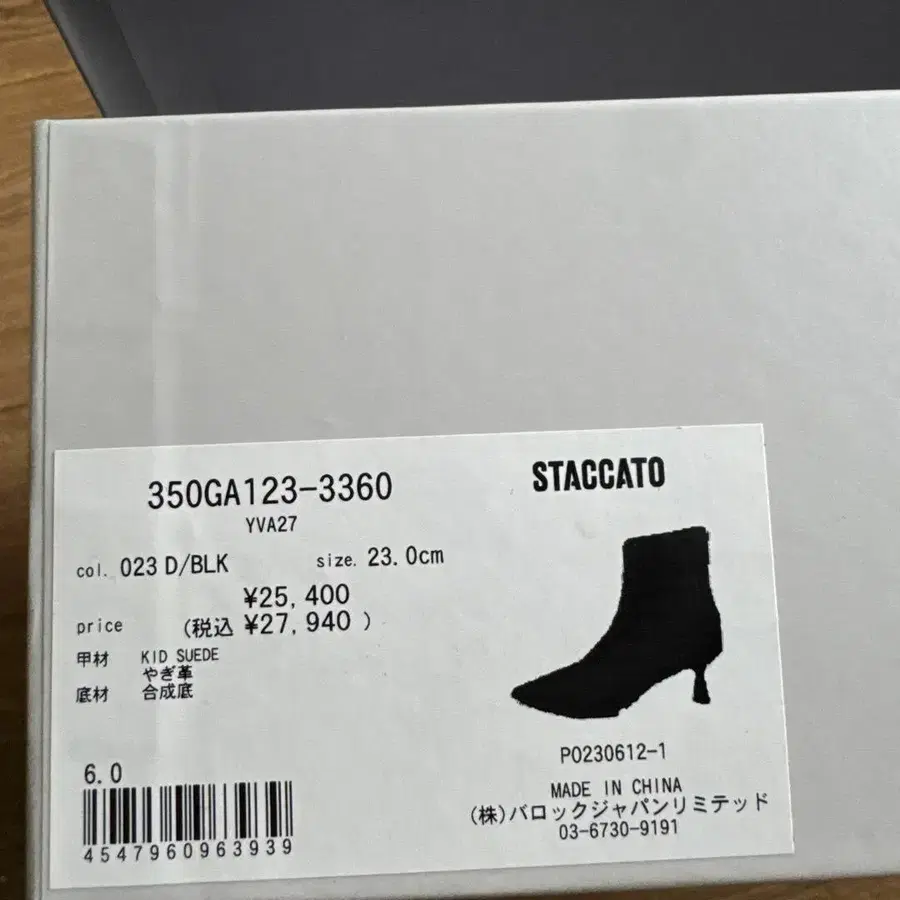 350GA123-3360
YVA27
col. 023 D/BLK size. 23.0cm
¥25,400
price (税込 ¥27,940 )
甲材 KID SUEDE
やぎ革
底材 合成底
6.0
4547960963939
STACCATO
PO230612-1
MADE IN CHINA
(株)バロックジャパンリミテッド
03-6730-9191